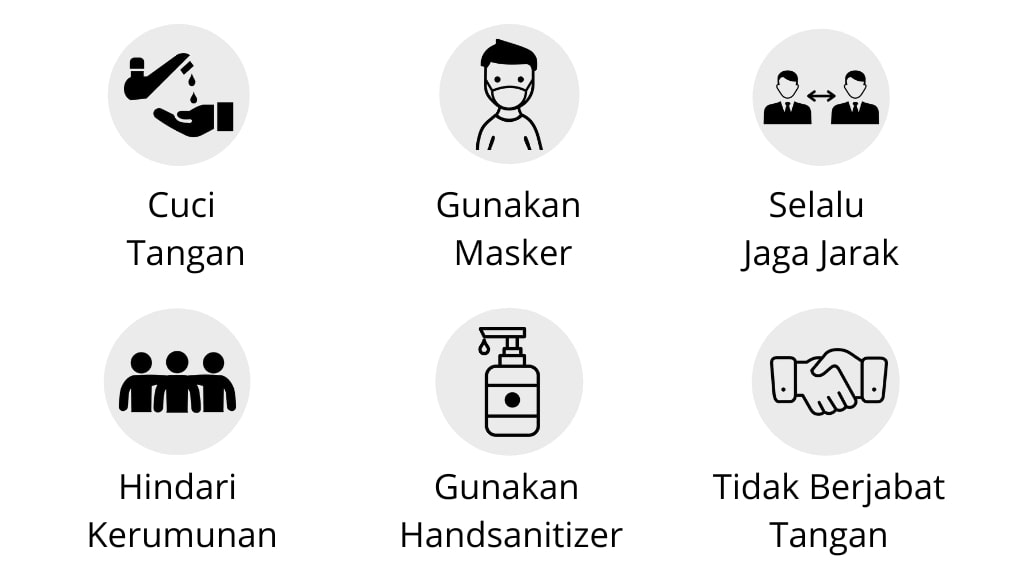 Cuci
Tangan
Gunakan
Masker
Selalu
Jaga Jarak
Hindari
Kerumunan
Gunakan
Handsanitizer
Tidak Berjabat
Tangan